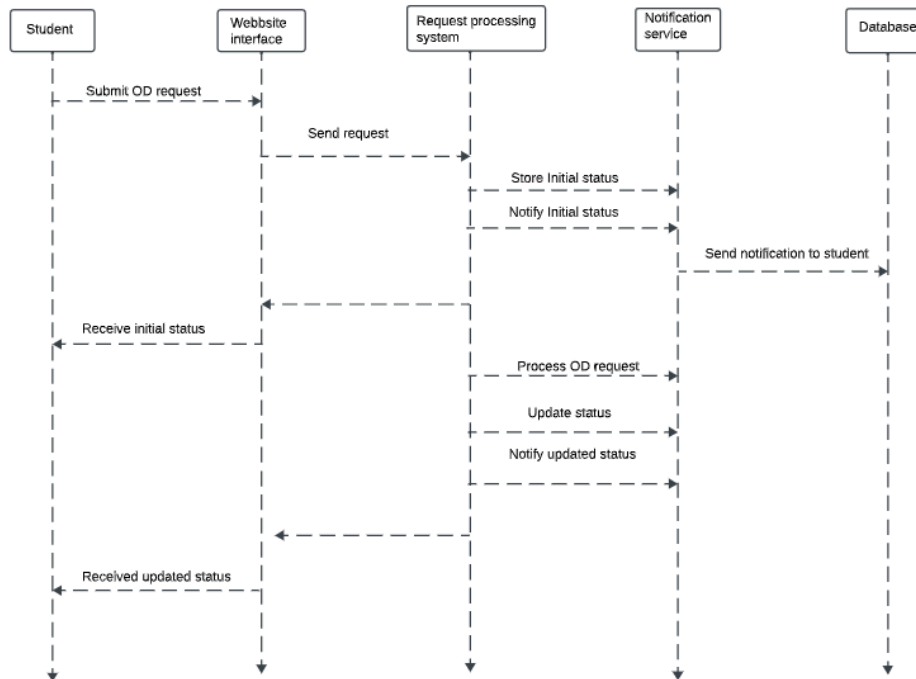 Student
Webbsite
interface
Request processing
system
Notification
service
Database
Submit OD request
Send request
Store Initial status
Notify Initial status
Send notification to student
Receive initial status
Process OD request
Update status
Notify updated status
Received updated status